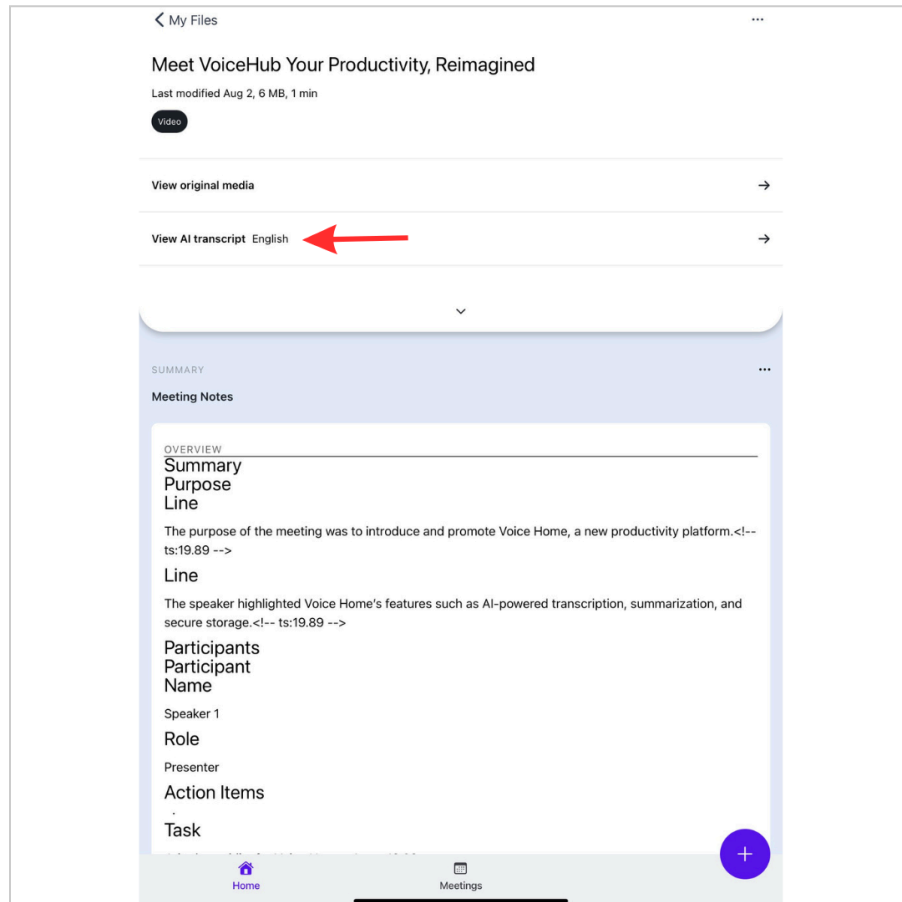 My Files
Meet VoiceHub Your Productivity, Reimagined
Last modified Aug 2, 6 MB, 1 min
Video
View original media
View AI transcript English
SUMMARY
Meeting Notes
OVERVIEW
Summary
Purpose
Line
The purpose of the meeting was to introduce and promote Voice Home, a new productivity platform.<!--
ts:19.89 -->
Line
The speaker highlighted Voice Home's features such as AI-powered transcription, summarization, and
secure storage.<!-- ts:19.89 -->
Participants
Participant
Name
Speaker 1
Role
Presenter
Action Items
Task
Home
Meetings